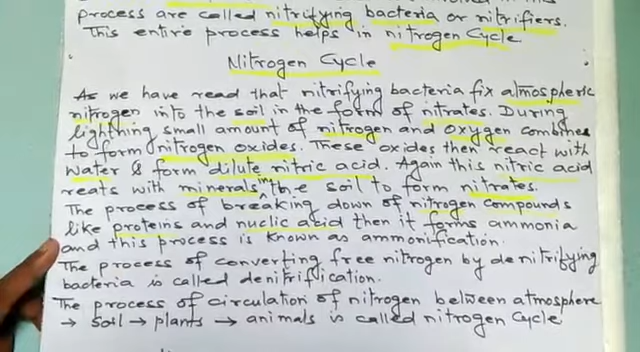 process are called nitrifying bacteria or nitrifiers.
This entire process helps in nitrogen Cycle.
Nitrogen Cycle
As we have read that nitrifying bacteria fix atmospheric
nitrogen into the soil in the form of nitrates. During
lightning small amount of nitrogen and oxygen combines
to form nitrogen oxides. These oxides then react with
water & form dilute nitric acid. Again this nitric acid
reats with minerals in the soil to form nitrates.
The process of breaking down of nitrogen compounds
like proteins and nuclic acid then it forms ammonia
and this process is known as ammonification.
The process of converting free nitrogen by denitrifying
bacteria is called denitriflication.
The process of circulation of nitrogen between atmosphere
→ soil → plants → animals is called nitrogen Cycle